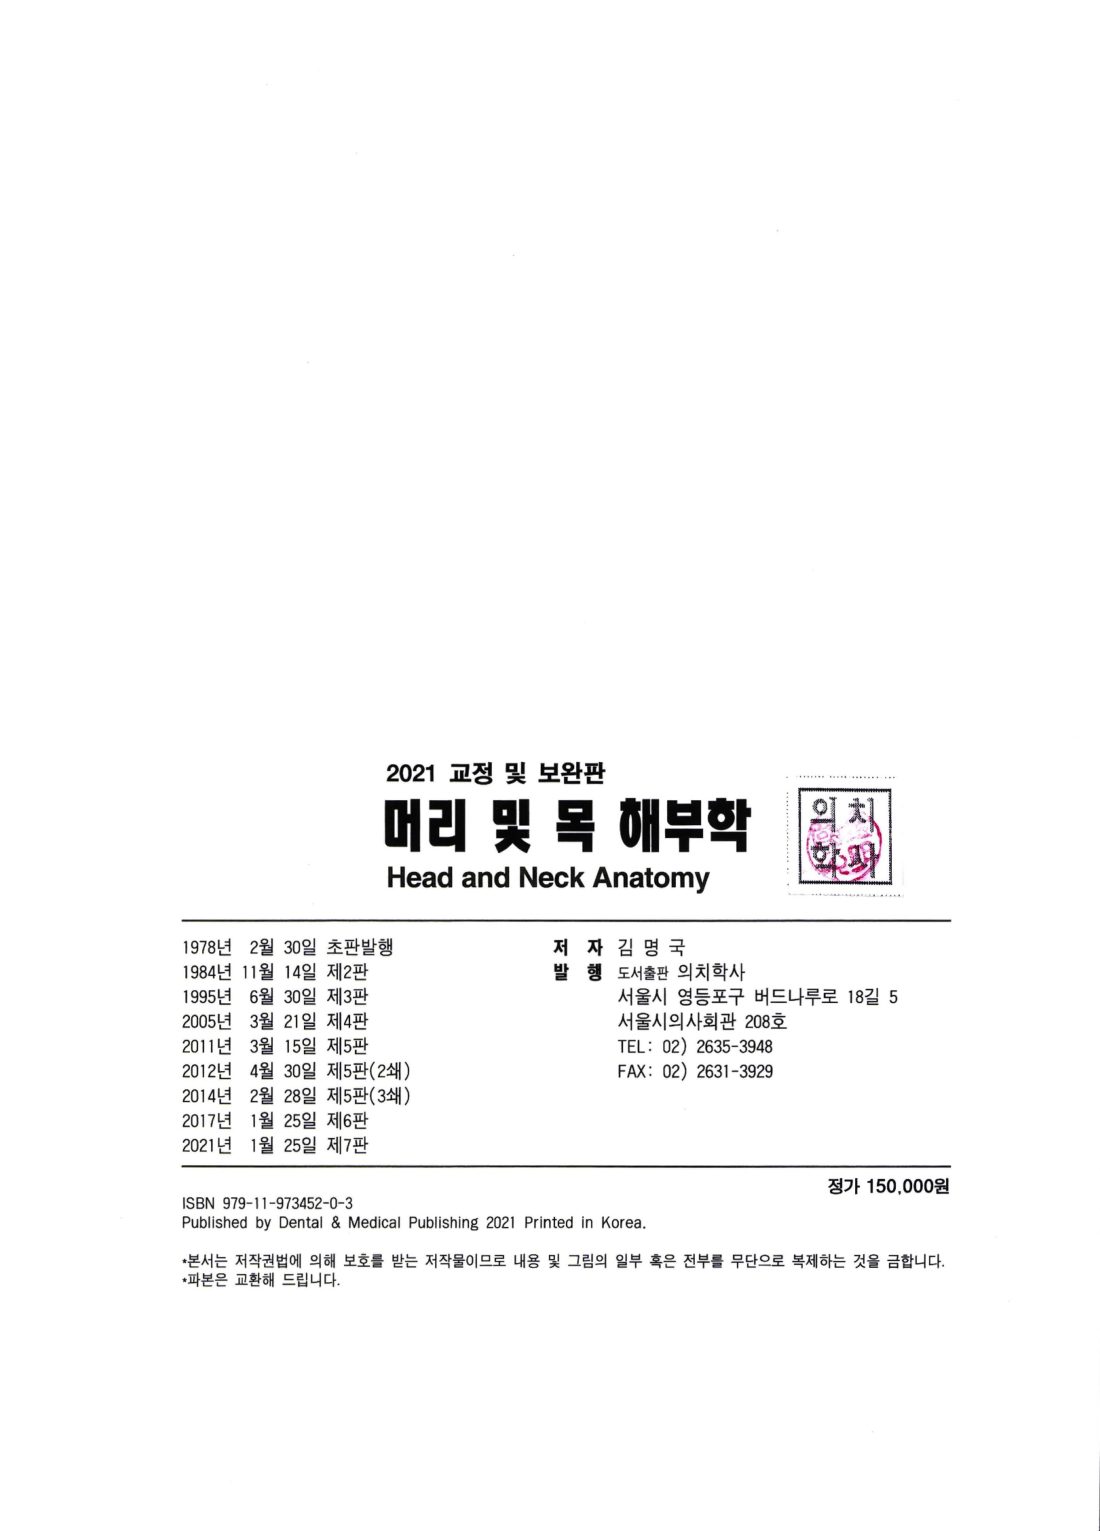 2021 교정 및 보완판
머리 및 목 해부학
Head and Neck Anatomy
의 치
학 사
1978년 2월 30일 초판발행
1984년 11월 14일 제2판
1995년 6월 30일 제3판
2005년 3월 21일 제4판
2011년 3월 15일 제5판
2012년 4월 30일 제5판(2쇄)
2014년 2월 28일 제5판(3쇄)
2017년 1월 25일 제6판
2021년 1월 25일 제7판
저 자 김 명 국
발 행 도서출판 의치학사
서울시 영등포구 버드나루로 18길 5
서울시의사회관 208호
TEL: 02) 2635-3948
FAX: 02) 2631-3929
정가 150,000원
ISBN 979-11-973452-0-3
Published by Dental & Medical Publishing 2021 Printed in Korea.
*본서는 저작권법에 의해 보호를 받는 저작물이므로 내용 및 그림의 일부 혹은 전부를 무단으로 복제하는 것을 금합니다.
*파본은 교환해 드립니다.